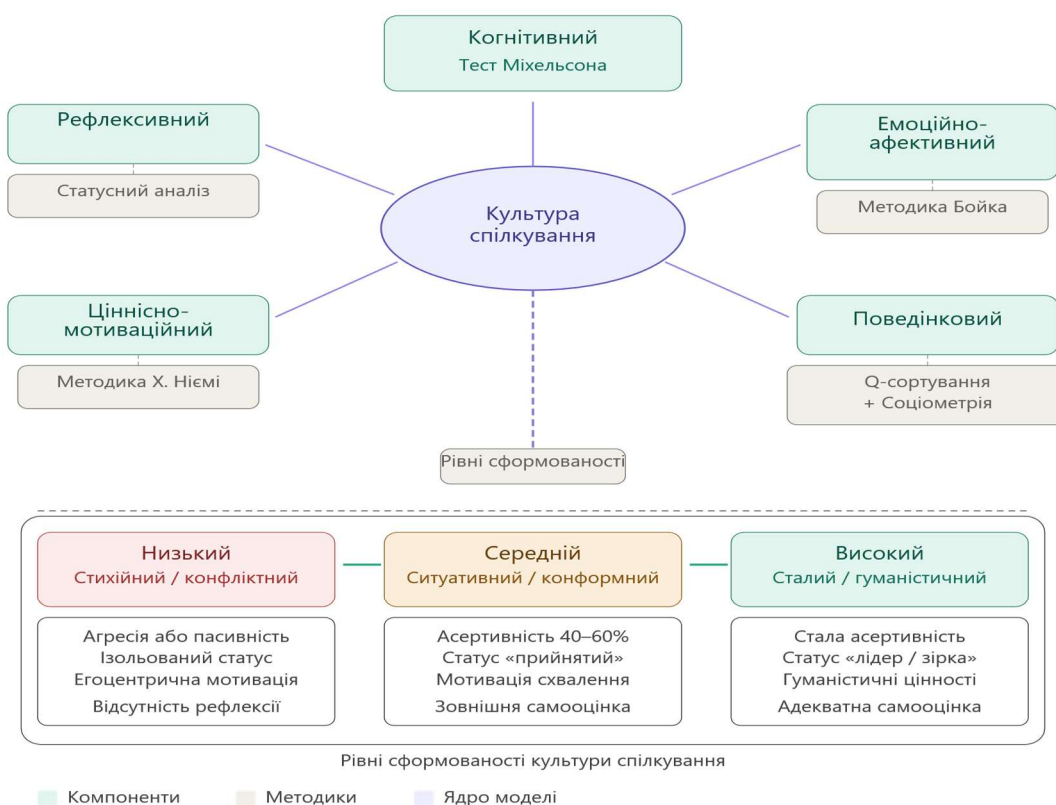 Когнітивний
Тест Міхельсона
Рефлексивний
Статусний аналіз
Емоційно-
афективний
Методика Бойка
Культура
спілкування
Ціннісно-
мотиваційний
Методика Х. Ніємі
Поведінковий
Q-сортування
+ Соціометрія
Рівні сформованості
Низький
Стихійний / конфліктний
Середній
Ситуативний / конформний
Високий
Сталий / гуманістичний
Агресія або пасивність
Ізольований статус
Егоцентрична мотивація
Відсутність рефлексії
Асертивність 40–60%
Статус «прийнятий»
Мотивація схвалення
Зовнішня самооцінка
Стала асертивність
Статус «лідер / зірка»
Гуманістичні цінності
Адекватна самооцінка
Рівні сформованості культури спілкування
Компоненти
Методики
Ядро моделі